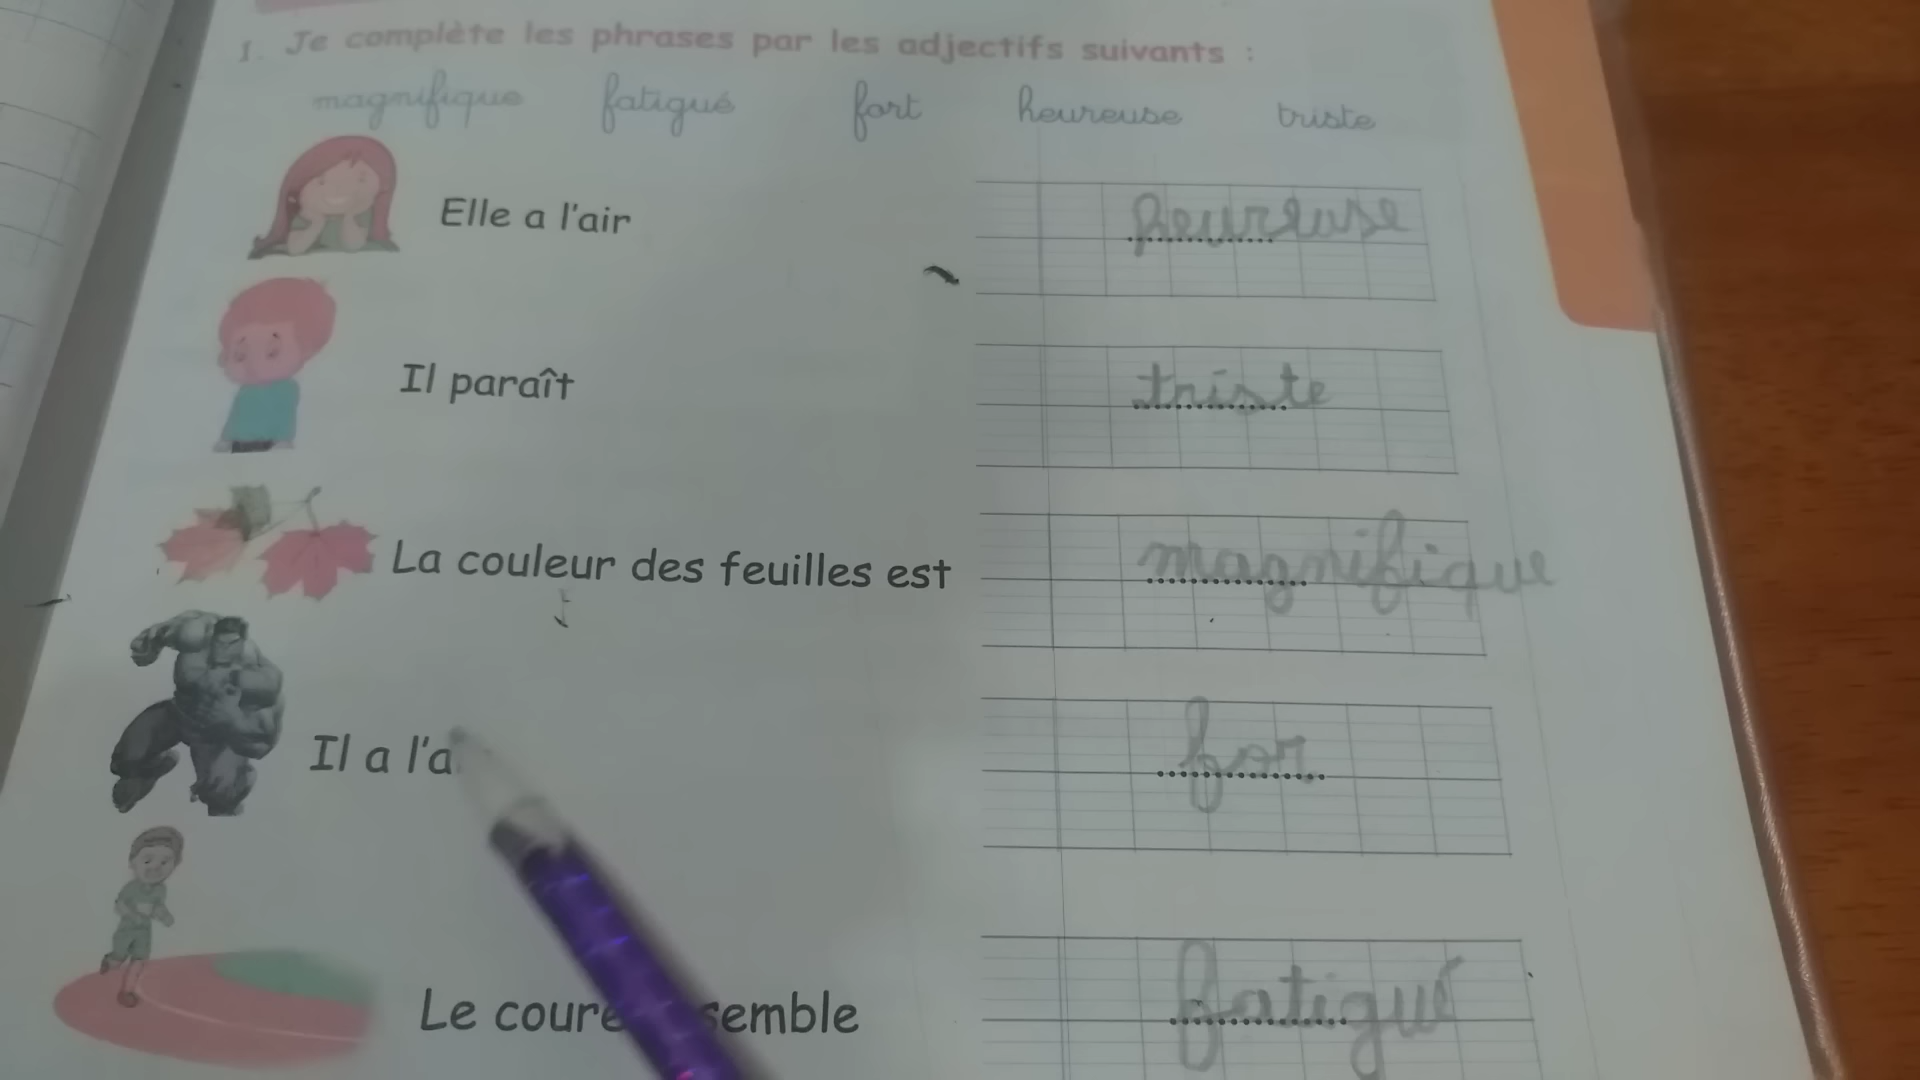 1. Je complète les phrases par les adjectifs suivants :
magnifique fatigué fort heureuse triste
Elle a l'air heureuse
Il paraît triste
La couleur des feuilles est magnifique
Il a l'a for
Le coure semble fatigué